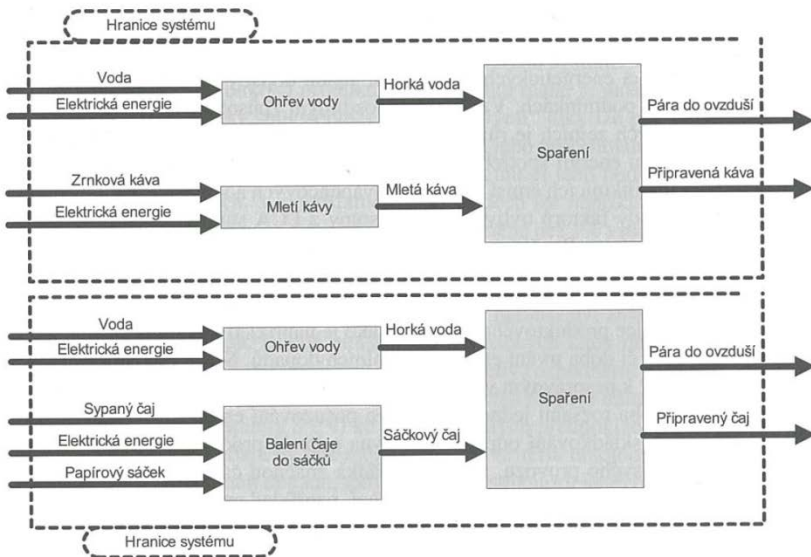 Hranice systému
Voda
Elektrická energie
Ohřev vody
Horká voda
Zrnková káva
Elektrická energie
Mletí kávy
Mletá káva
Spaření
Pára do ovzduší
Připravená káva
Voda
Elektrická energie
Ohřev vody
Horká voda
Sypaný čaj
Elektrická energie
Papírový sáček
Balení čaje
do sáčků
Sáčkový čaj
Spaření
Pára do ovzduší
Připravený čaj
Hranice systému